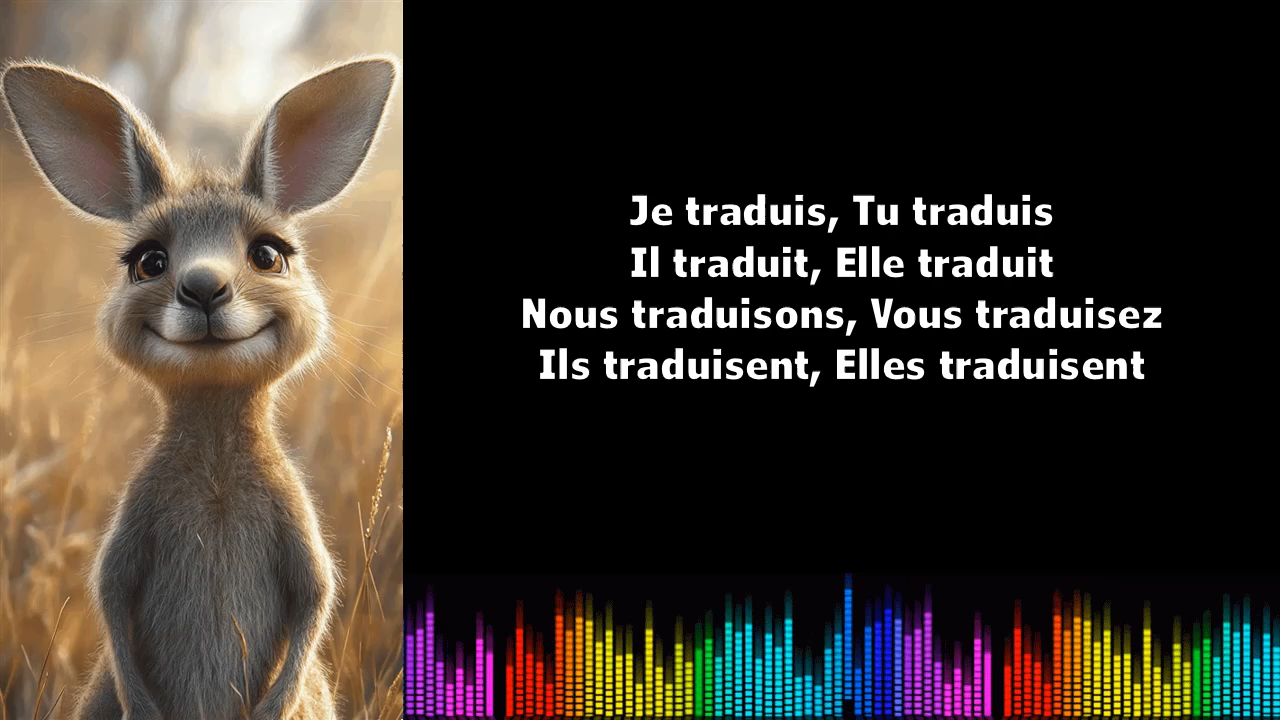 Je traduis, Tu traduis
Il traduit, Elle traduit
Nous traduisons, Vous traduisez
Ils traduisent, Elles traduisent